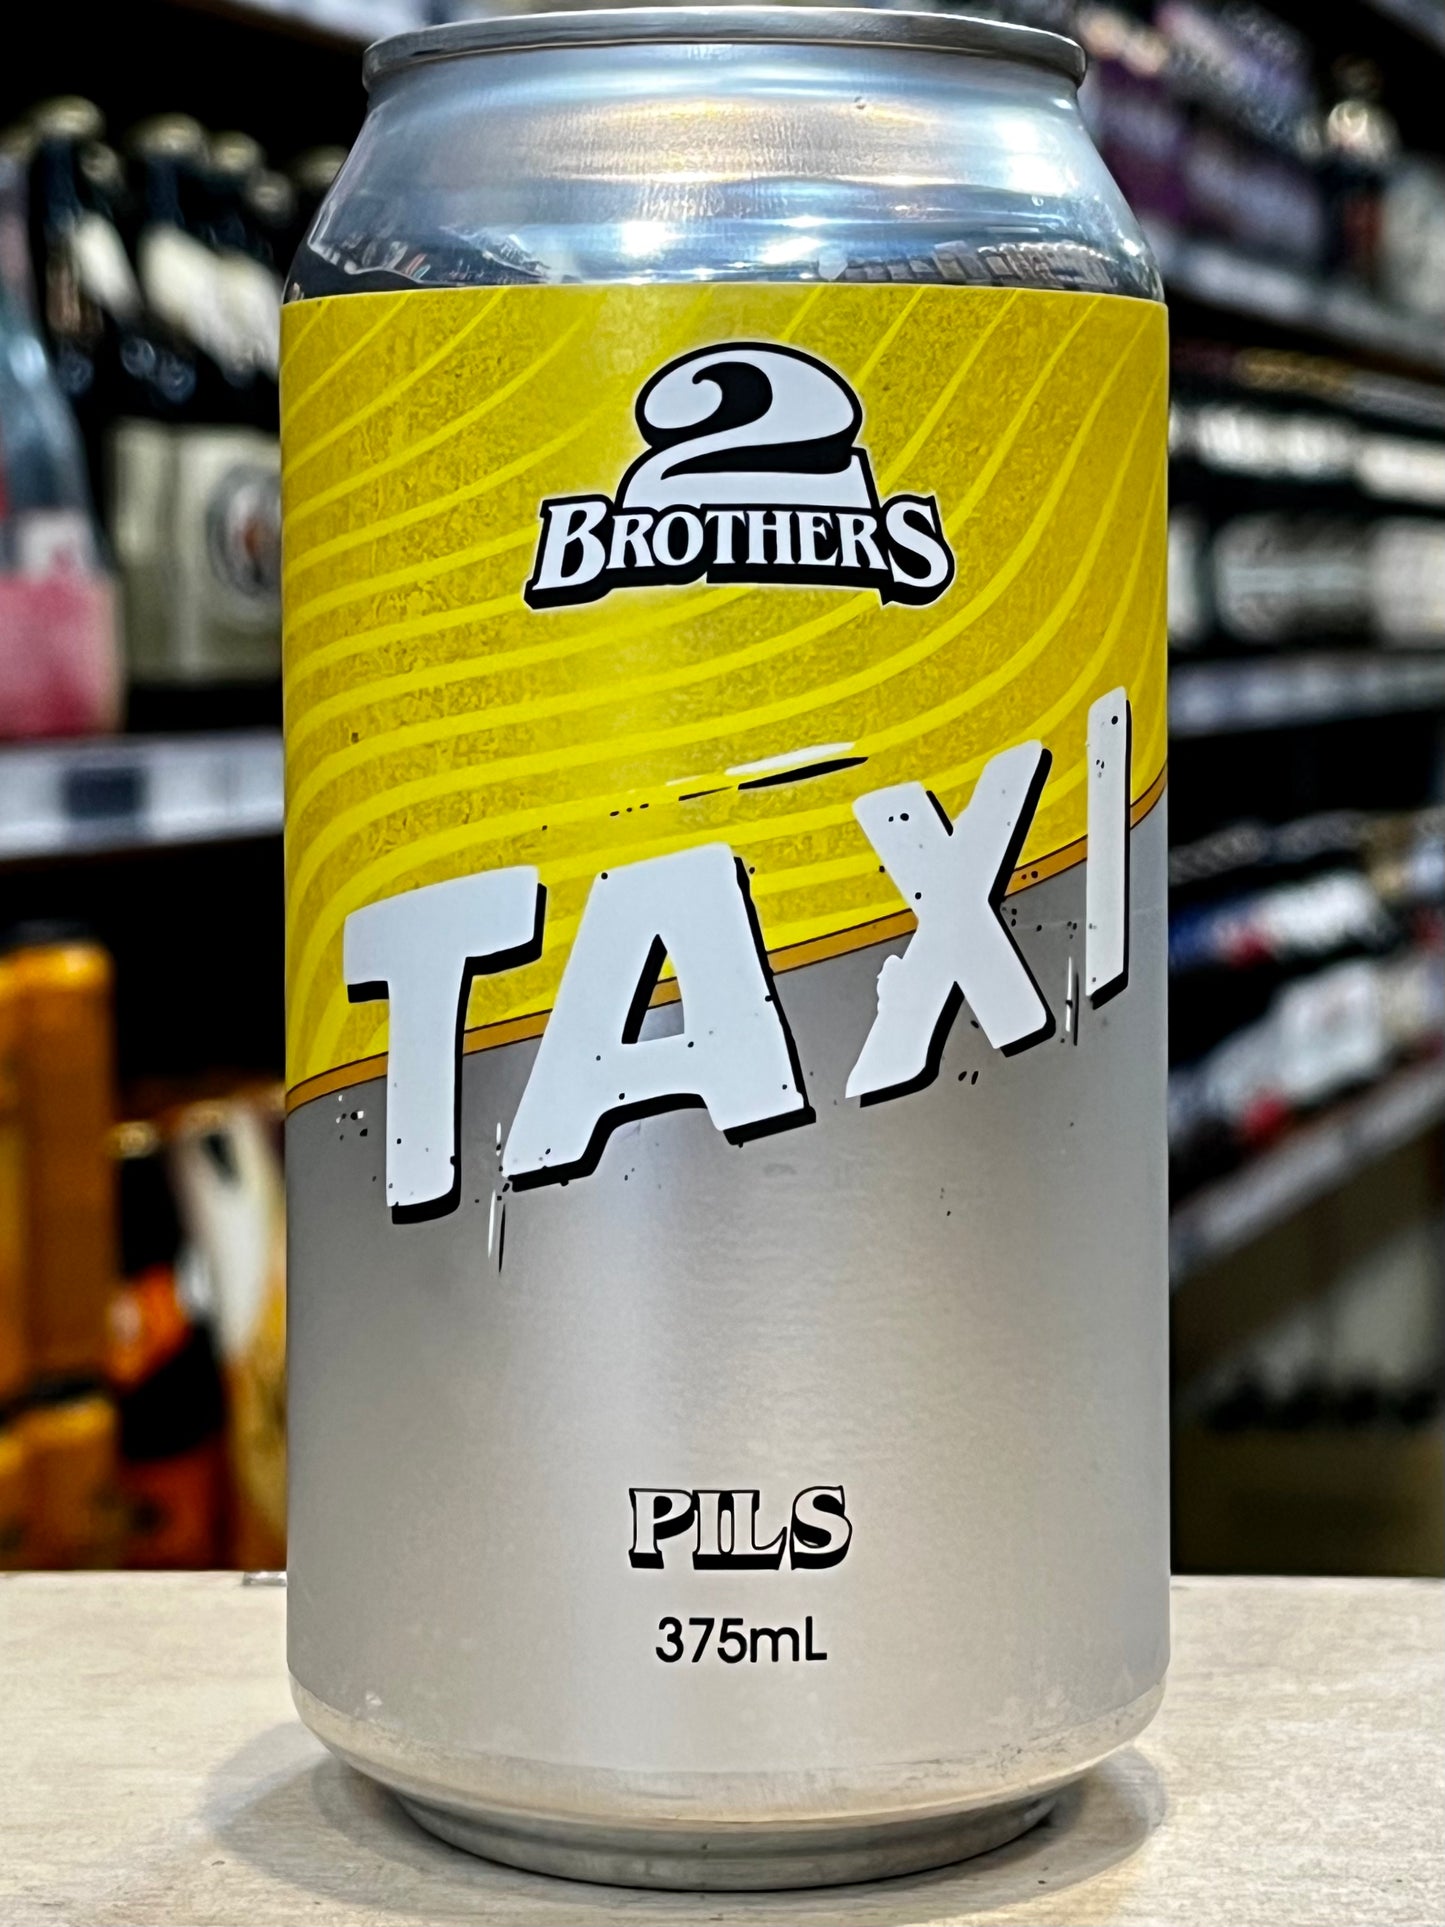 2
BROTHERS
TAXI
PILS
375mL